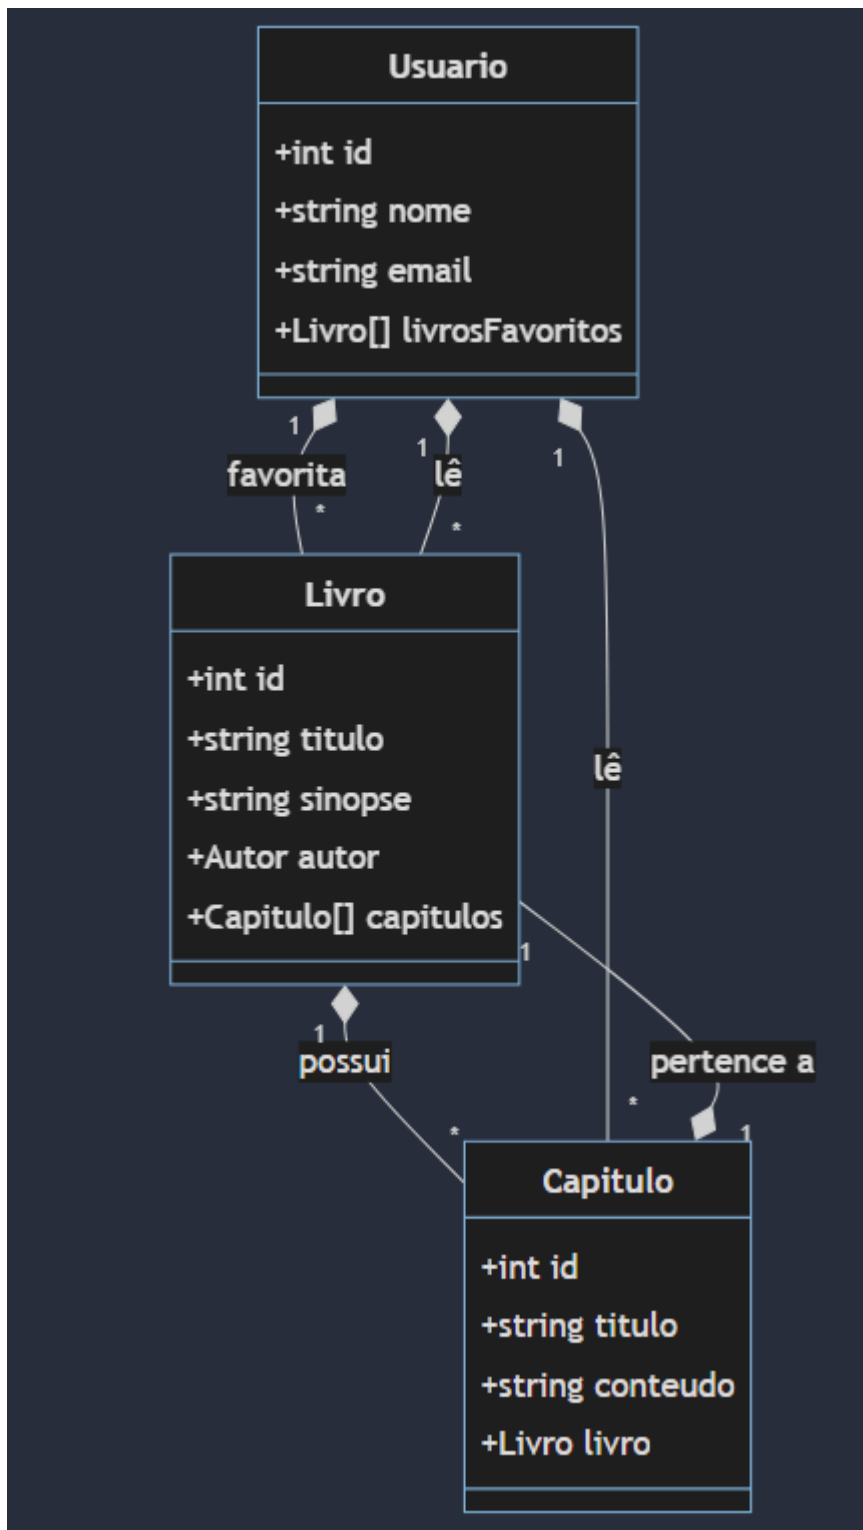 Usuario
+int id
+string nome
+string email
+Livro[] livrosFavoritos
1
1
1
favorita
lê
*
*
Livro
+int id
+string titulo
+string sinopse
+Autor autor
+Capitulo[] capitulos
lê
1
1
possui
pertence a
*
*
1
Capitulo
+int id
+string titulo
+string conteudo
+Livro livro